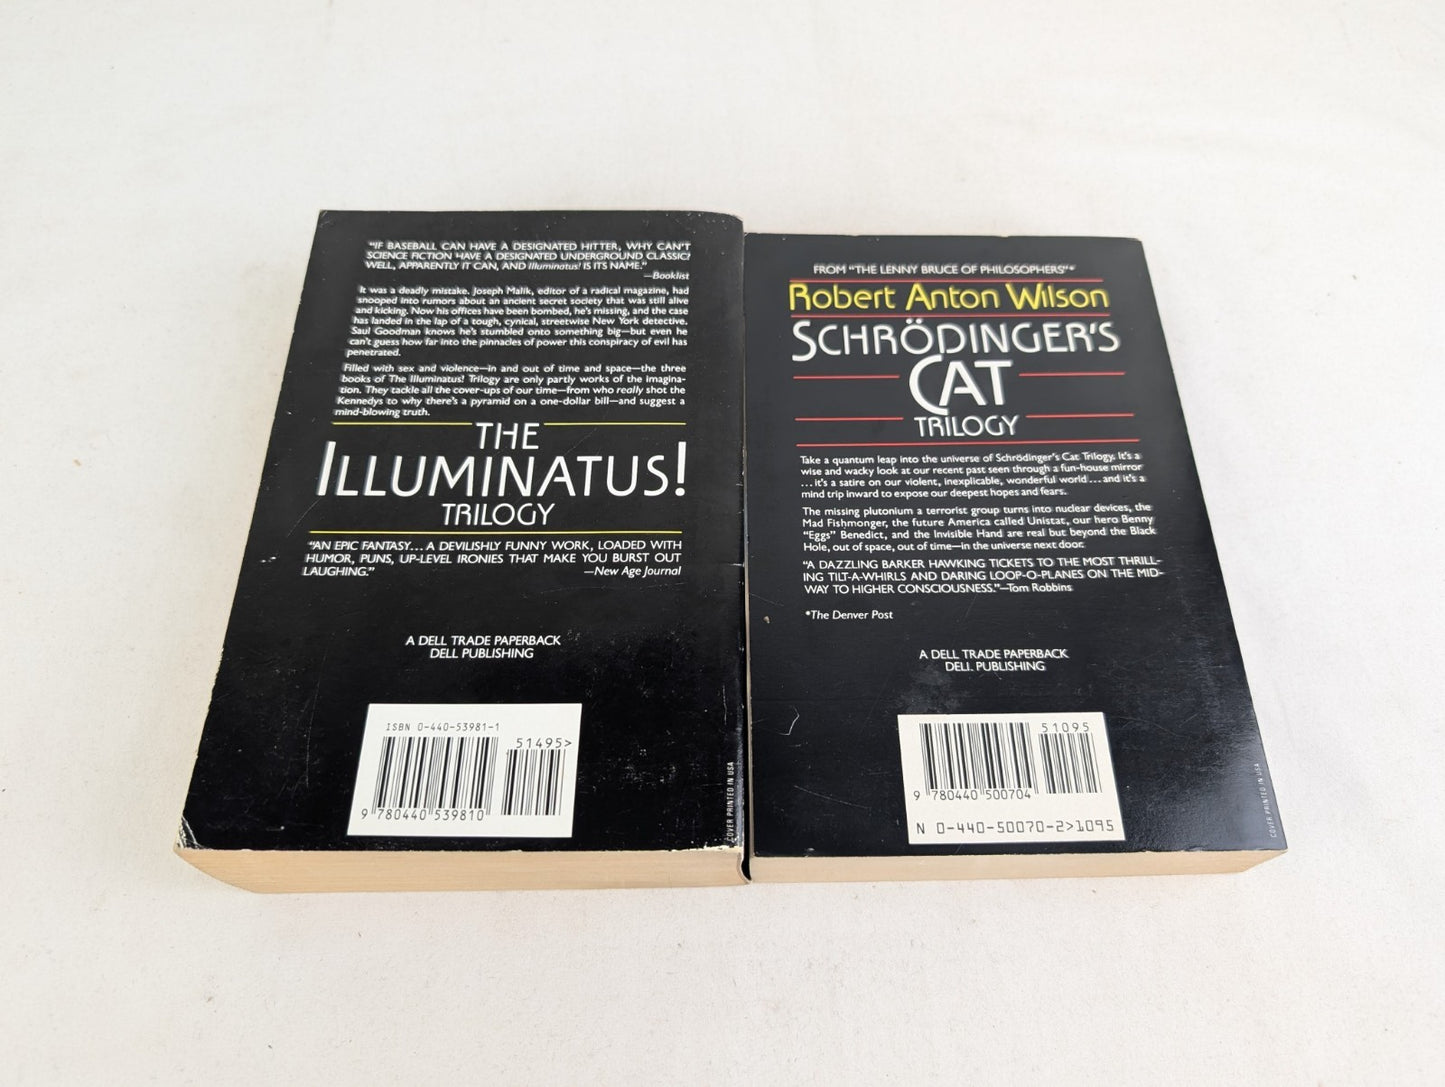 "IF BASEBALL CAN HAVE A DESIGNATED HITTER, WHY CAN'T
SCIENCE FICTION HAVE A DESIGNATED UNDERGROUND CLASSIC?
WELL, APPARENTLY IT CAN, AND Illuminatus! IS ITS NAME."
—Booklist
It was a deadly mistake. Joseph Malik, editor of a radical magazine, had
snooped into rumors about an ancient secret society that was still alive
and kicking. Now his offices have been bombed, he's missing, and the case
has landed in the lap of a tough, cynical, streetwise New York detective.
Saul Goodman knows he's stumbled onto something big—but even he
can't guess how far into the pinnacles of power this conspiracy of evil has
penetrated.
Filled with sex and violence—in and out of time and space—the three
books of The Illuminatus! Trilogy are only partly works of the imagina-
tion. They tackle all the cover-ups of our time—from who really shot the
Kennedys to why there's a pyramid on a one-dollar bill—and suggest a
mind-blowing truth.
THE
ILLUMINATUS!
TRILOGY
"AN EPIC FANTASY... A DEVILISHLY FUNNY WORK, LOADED WITH
HUMOR, PUNS, UP-LEVEL IRONIES THAT MAKE YOU BURST OUT
LAUGHING." —New Age Journal
A DELL TRADE PAPERBACK
DELL PUBLISHING
ISBN 0-440-53981-1
51495>
9 780440 539810
COVER PRINTED IN USA
FROM "THE LENNY BRUCE OF PHILOSOPHERS"*
Robert Anton Wilson
SCHRÖDINGER'S
CAT
TRILOGY
Take a quantum leap into the universe of Schrödinger's Cat Trilogy. It's a
wise and wacky look at our recent past seen through a fun-house mirror
... it's a satire on our violent, inexplicable, wonderful world ... and it's a
mind trip inward to expose our deepest hopes and fears.
The missing plutonium a terrorist group turns into nuclear devices, the
Mad Fishmonger, the future America called Unistat, our hero Benny
"Eggs" Benedict, and the Invisible Hand are real but beyond the Black
Hole, out of space, out of time—in the universe next door.
"A DAZZLING BARKER HAWKING TICKETS TO THE MOST THRILL-
ING TILT-A-WHIRLS AND DARING LOOP-O-PLANES ON THE MID-
WAY TO HIGHER CONSCIOUSNESS."—Tom Robbins
*The Denver Post
A DELL TRADE PAPERBACK
DELL PUBLISHING
51095
9 780440 500704
N 0-440-50070-2>1095
COVER PRINTED IN USA